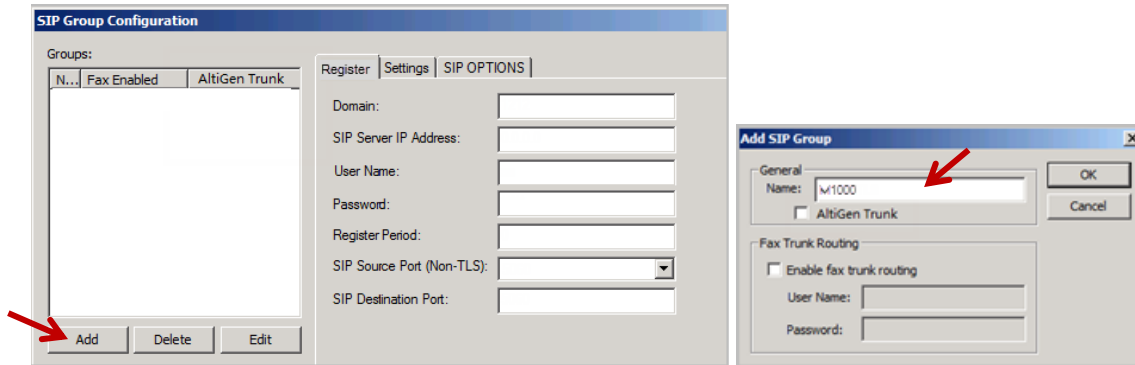 SIP Group Configuration
Groups:
N... Fax Enabled AltiGen Trunk
Add Delete Edit
Register Settings SIP OPTIONS
Domain:
SIP Server IP Address:
User Name:
Password:
Register Period:
SIP Source Port (Non-TLS):
SIP Destination Port:
Add SIP Group
General
Name: M1000
AltiGen Trunk
Fax Trunk Routing
Enable fax trunk routing
User Name:
Password:
OK
Cancel